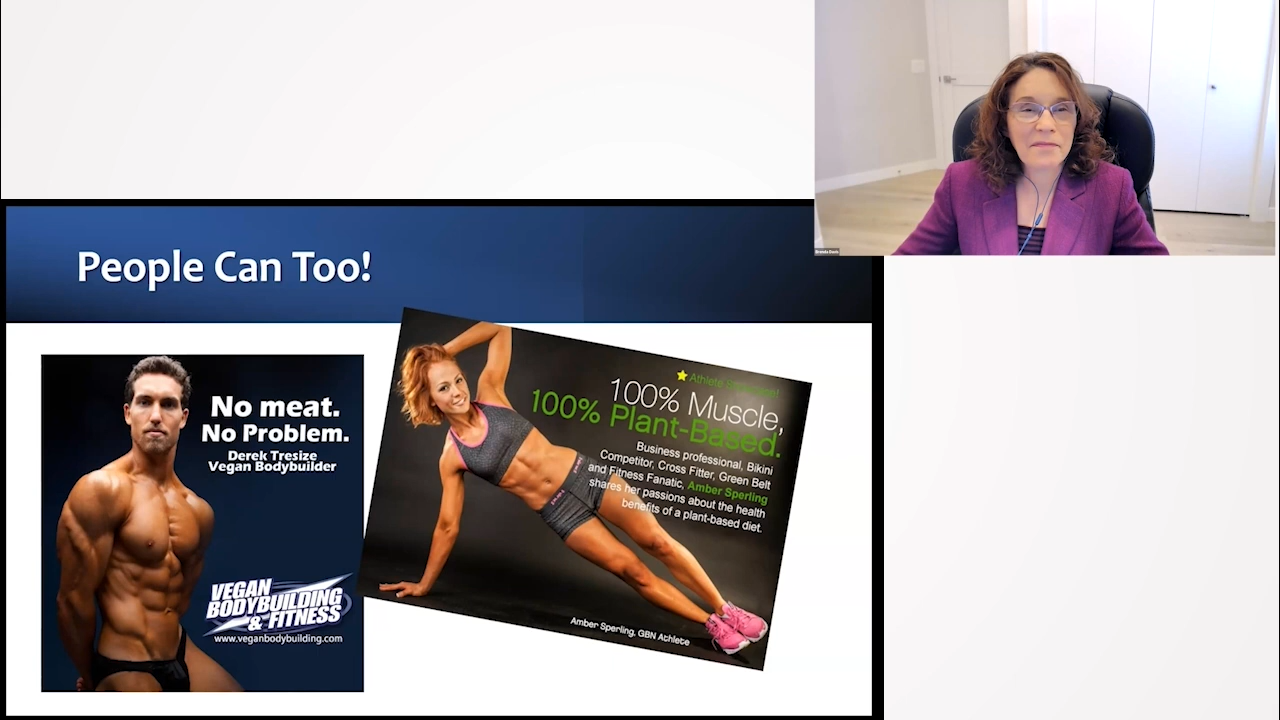 Brenda Davis
People Can Too!
No meat.
No Problem.
Derek Tresize
Vegan Bodybuilder
VEGAN
BODYBUILDING
& FITNESS
www.veganbodybuilding.com
Athlete
100% Muscle,
100% Plant-Based.
Business professional, Bikini
Competitor, Cross Fitter, Green Belt
and Fitness Fanatic, Amber Sperling
shares her passions about the health
benefits of a plant-based diet.
Amber Sperling, GBN Athlete